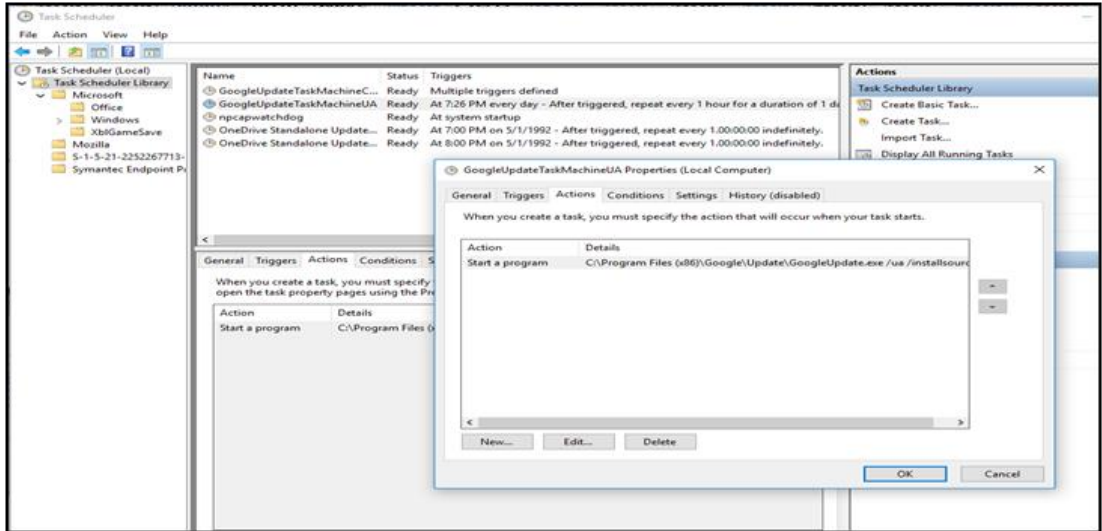 Task Scheduler
File Action View Help
Task Scheduler (Local)
Task Scheduler Library
Microsoft
Office
Windows
XblGameSave
Mozilla
S-1-5-21-2252267713-
Symantec Endpoint Pr
Name Status Triggers
GoogleUpdateTaskMachineC... Ready Multiple triggers defined
GoogleUpdateTaskMachineUA Ready At 7:26 PM every day - After triggered, repeat every 1 hour for a duration of 1 da
npcapwatchdog Ready At system startup
OneDrive Standalone Update... Ready At 7:00 PM on 5/1/1992 - After triggered, repeat every 1.00:00:00 indefinitely.
OneDrive Standalone Update... Ready At 8:00 PM on 5/1/1992 - After triggered, repeat every 1.00:00:00 indefinitely.
General Triggers Actions Conditions S
When you create a task, you must specify
open the task property pages using the Pr
Action Details
Start a program C:\Program Files (x
Actions
Task Scheduler Library
Create Basic Task...
Create Task...
Import Task...
Display All Running Tasks
GoogleUpdateTaskMachineUA Properties (Local Computer)
General Triggers Actions Conditions Settings History (disabled)
When you create a task, you must specify the action that will occur when your task starts.
Action Details
Start a program C:\Program Files (x86)\Google\Update\GoogleUpdate.exe /ua /installsourc
New... Edit... Delete
OK Cancel